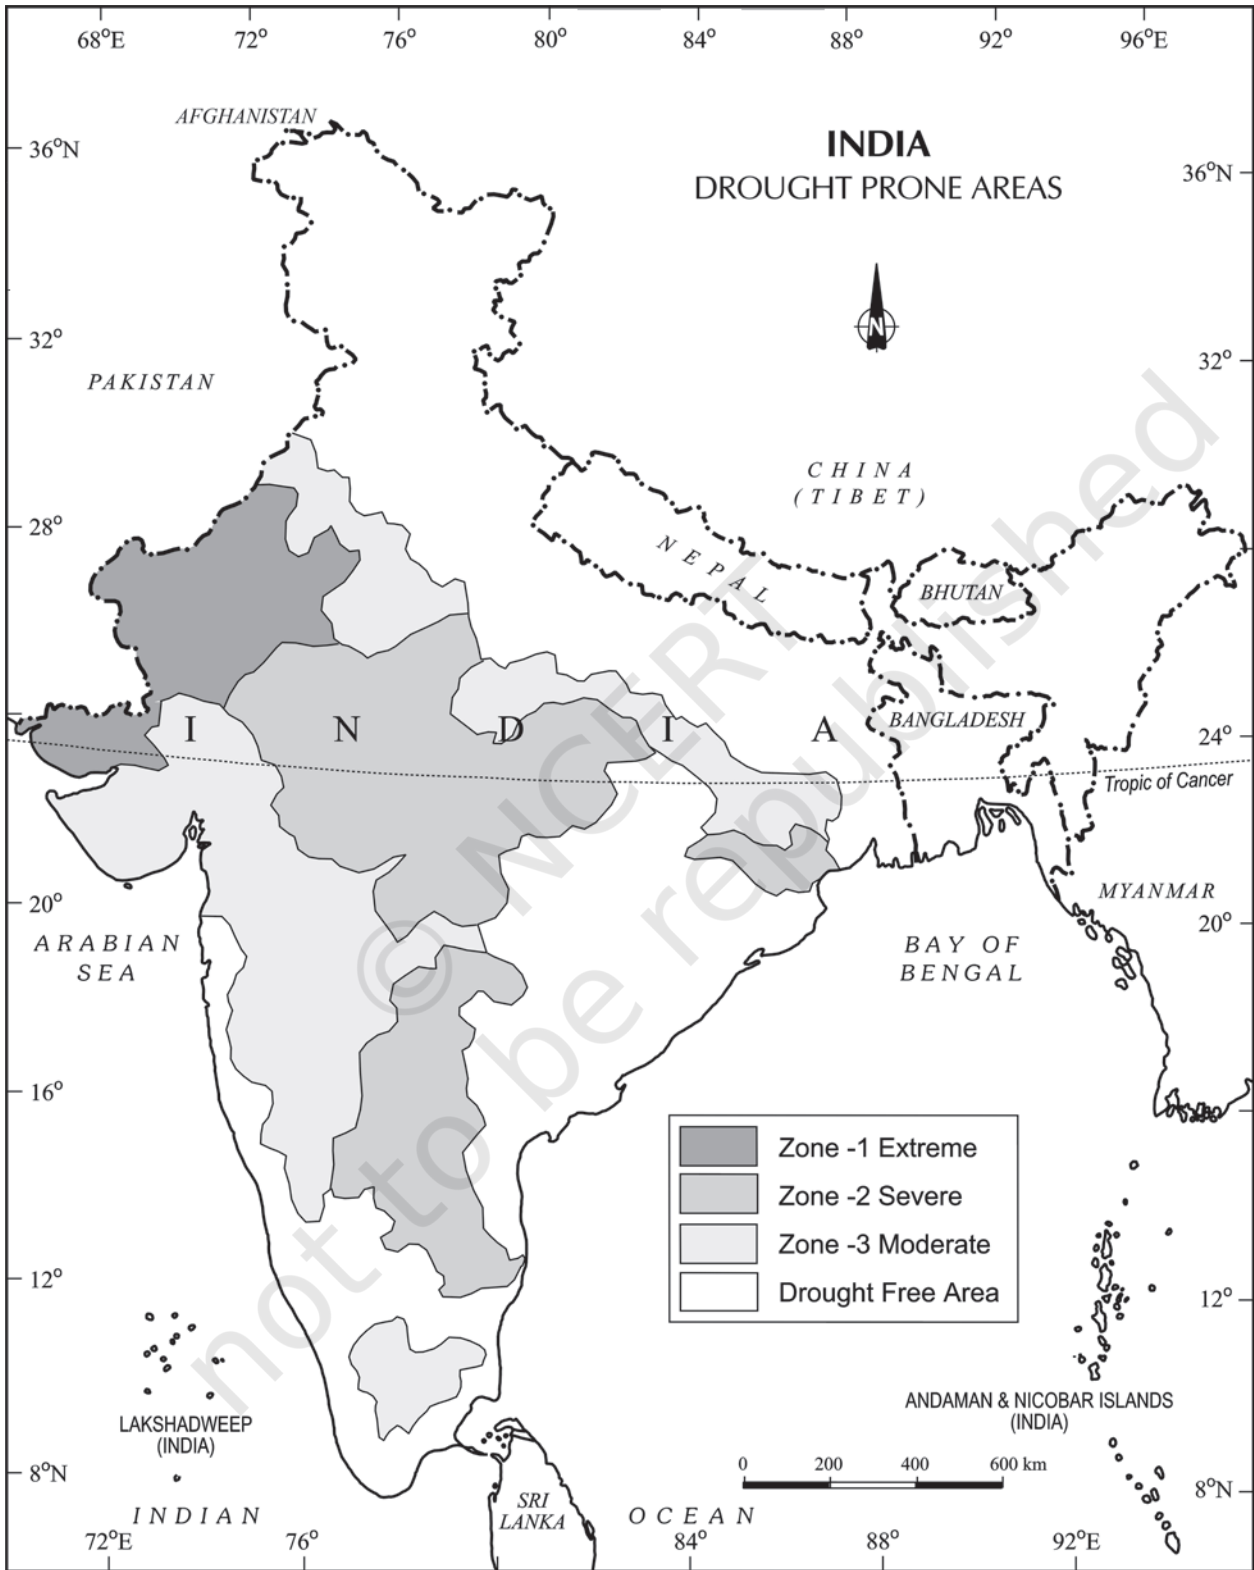 68°E 72° 76° 80° 84° 88° 92° 96°E
AFGHANISTAN
INDIA
DROUGHT PRONE AREAS
36°N
36°N
N
32°
32°
PAKISTAN
CHINA
(TIBET)
28°
NEPAL
BHUTAN
INDIA
BANGLADESH
24°
Tropic of Cancer
20°
MYANMAR
20°
ARABIAN
SEA
BAY OF
BENGAL
16°
Zone -1 Extreme
Zone -2 Severe
Zone -3 Moderate
Drought Free Area
12°
12°
LAKSHADWEEP
(INDIA)
ANDAMAN & NICOBAR ISLANDS
(INDIA)
8°N
0 200 400 600 km
8°N
SRI
LANKA
INDIAN OCEAN
72°E 76° 84° 88° 92°E
© NCERT
not to be republished